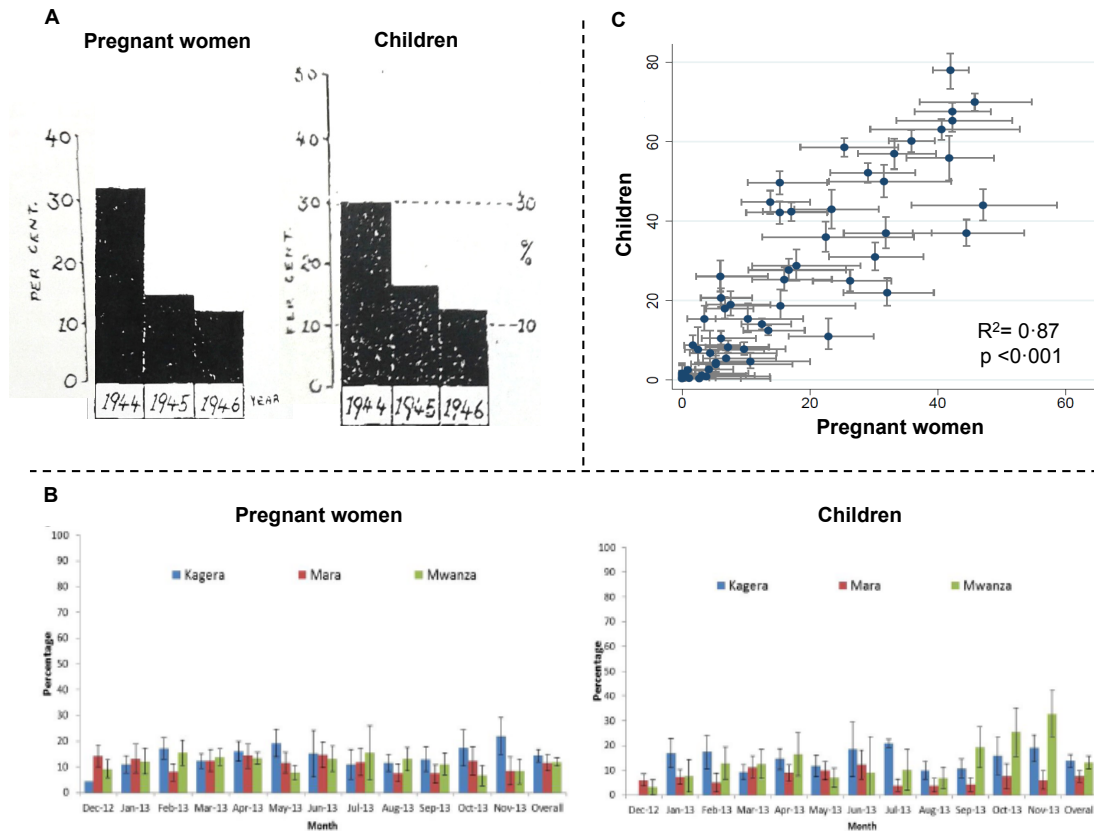 A
Pregnant women
Children
PER CENT.
40
30
20
10
0
1944 1945 1946 YEAR
PER CENT.
50
40
30
20
10
0
30
%
10
1944 1945 1946
C
Children
80
60
40
20
0
R²= 0·87
p <0·001
0 20 40 60
Pregnant women
B
Pregnant women
Percentage
100
90
80
70
60
50
40
30
20
10
0
Kagera Mara Mwanza
Dec-12 Jan-13 Feb-13 Mar-13 Apr-13 May-13 Jun-13 Jul-13 Aug-13 Sep-13 Oct-13 Nov-13 Overall
Month
Children
Percentage
100
90
80
70
60
50
40
30
20
10
0
Kagera Mara Mwanza
Dec-12 Jan-13 Feb-13 Mar-13 Apr-13 May-13 Jun-13 Jul-13 Aug-13 Sep-13 Oct-13 Nov-13 Overall
Month